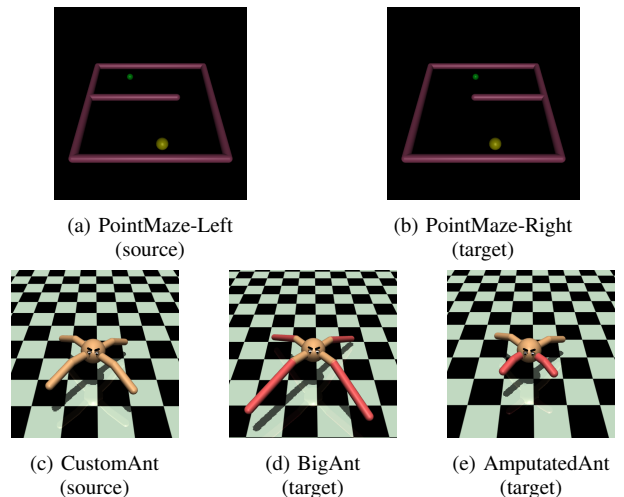 (a) PointMaze-Left
(source)
(b) PointMaze-Right
(target)
(c) CustomAnt
(source)
(d) BigAnt
(target)
(e) AmputatedAnt
(target)